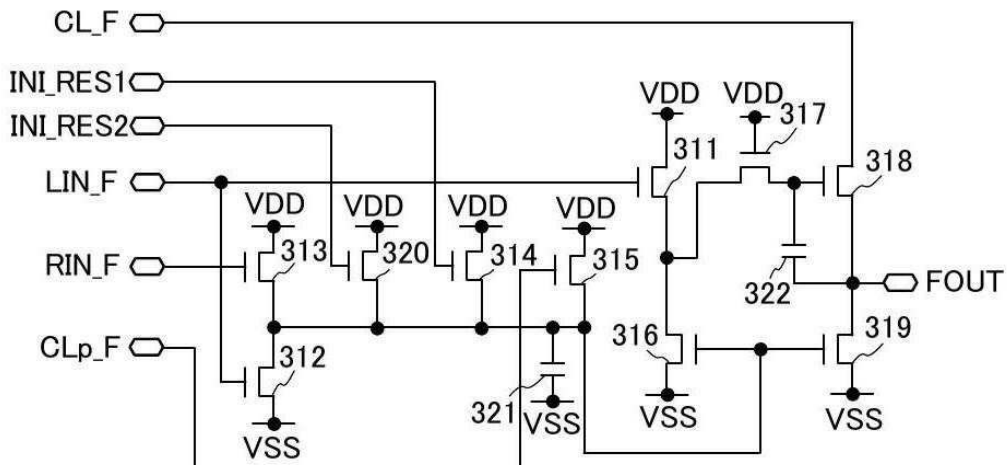 CL_F
INI_RES1
VDD
VDD
317
INI_RES2
311
318
LIN_F
VDD
VDD
VDD
VDD
RIN_F
313
320
314
315
322
FOUT
CLp_F
312
316
319
321
VSS
VSS
VSS
VSS